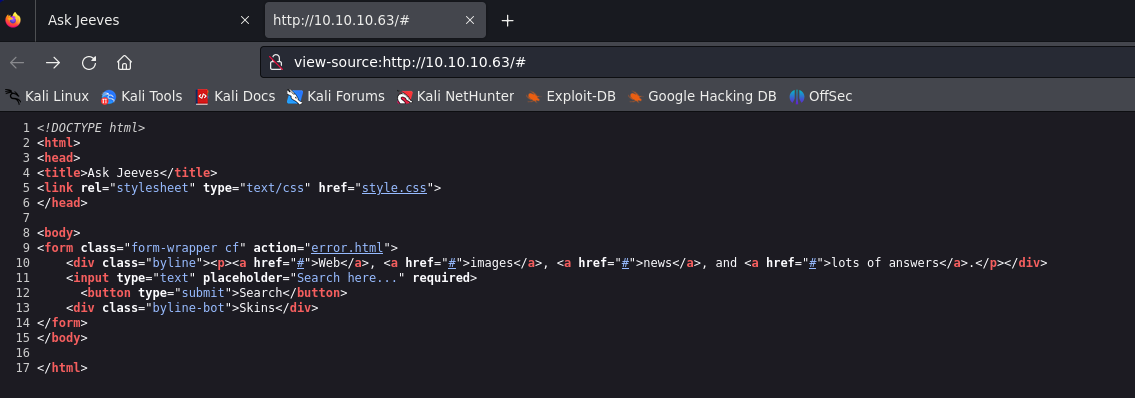 Ask Jeeves
http://10.10.10.63/#
view-source:http://10.10.10.63/#
Kali Linux Kali Tools Kali Docs Kali Forums Kali NetHunter Exploit-DB Google Hacking DB OffSec
1 <!DOCTYPE html>
2 <html>
3 <head>
4 <title>Ask Jeeves</title>
5 <link rel="stylesheet" type="text/css" href="style.css">
6 </head>
7
8 <body>
9 <form class="form-wrapper cf" action="error.html">
10     <div class="byline"><p><a href="#">Web</a>, <a href="#">images</a>, <a href="#">news</a>, and <a href="#">lots of answers</a>.</p></div>
11     <input type="text" placeholder="Search here..." required>
12       <button type="submit">Search</button>
13     <div class="byline-bot">Skins</div>
14 </form>
15 </body>
16
17 </html>